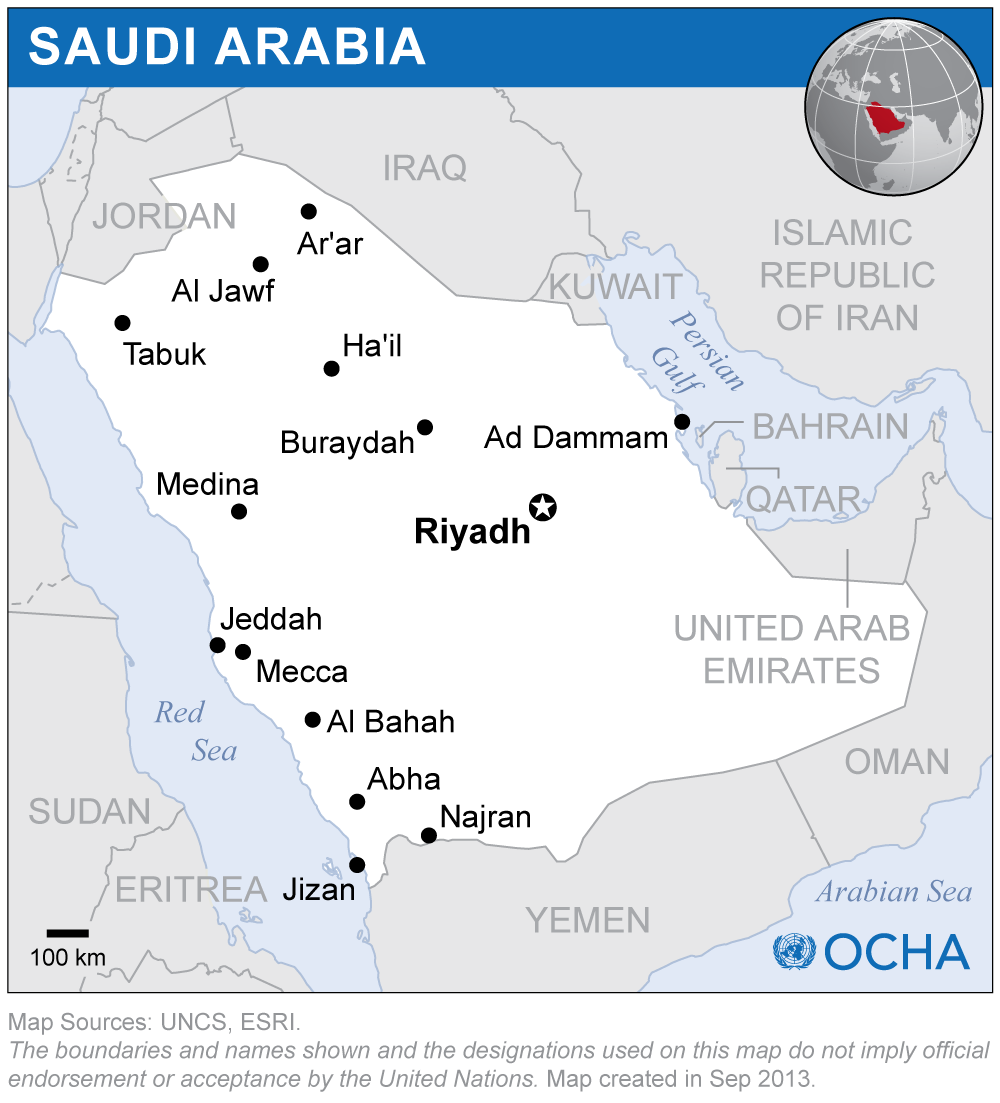 SAUDI ARABIA
IRAQ
JORDAN
Ar'ar
ISLAMIC
REPUBLIC
OF IRAN
Al Jawf
KUWAIT
Tabuk
Ha'il
Persian
Gulf
Buraydah
Ad Dammam
BAHRAIN
Medina
QATAR
Riyadh
Jeddah
Mecca
UNITED ARAB
EMIRATES
Red
Sea
Al Bahah
OMAN
Abha
SUDAN
Najran
ERITREA
Jizan
YEMEN
Arabian Sea
100 km
OCHA
Map Sources: UNCS, ESRI.
The boundaries and names shown and the designations used on this map do not imply official
endorsement or acceptance by the United Nations. Map created in Sep 2013.